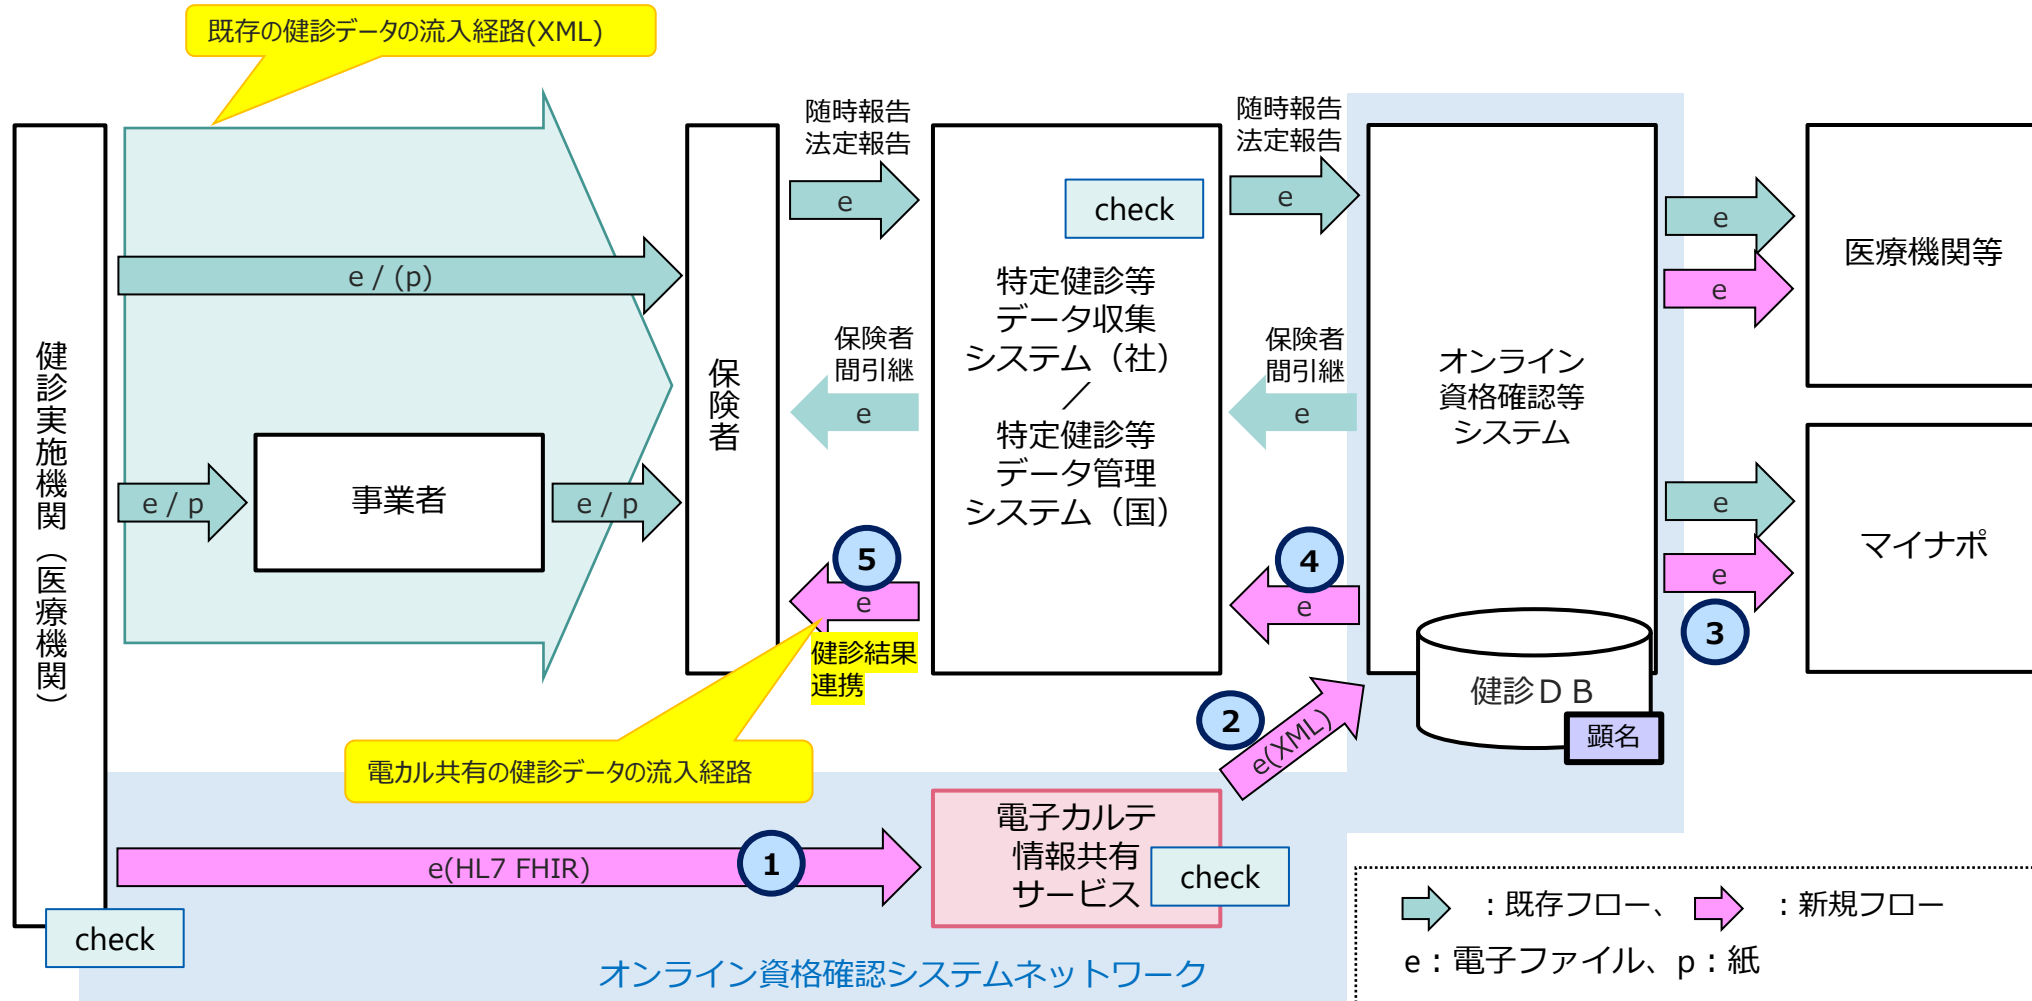 既存の健診データの流入経路(XML)
健診実施機関（医療機関）
check
e / (p)
e / p
事業者
e / p
保険者
随時報告
法定報告
e
保険者
間引継
e
5
e
健診結果
連携
check
特定健診等
データ収集
システム（社）
／
特定健診等
データ管理
システム（国）
随時報告
法定報告
e
保険者
間引継
e
4
e
2
e(XML)
オンライン
資格確認等
システム
健診ＤＢ
顕名
e
e
e
e
3
医療機関等
マイナポ
電カル共有の健診データの流入経路
e(HL7 FHIR)
1
電子カルテ
情報共有
サービス
check
オンライン資格確認システムネットワーク
：既存フロー、 ：新規フロー
e：電子ファイル、p：紙